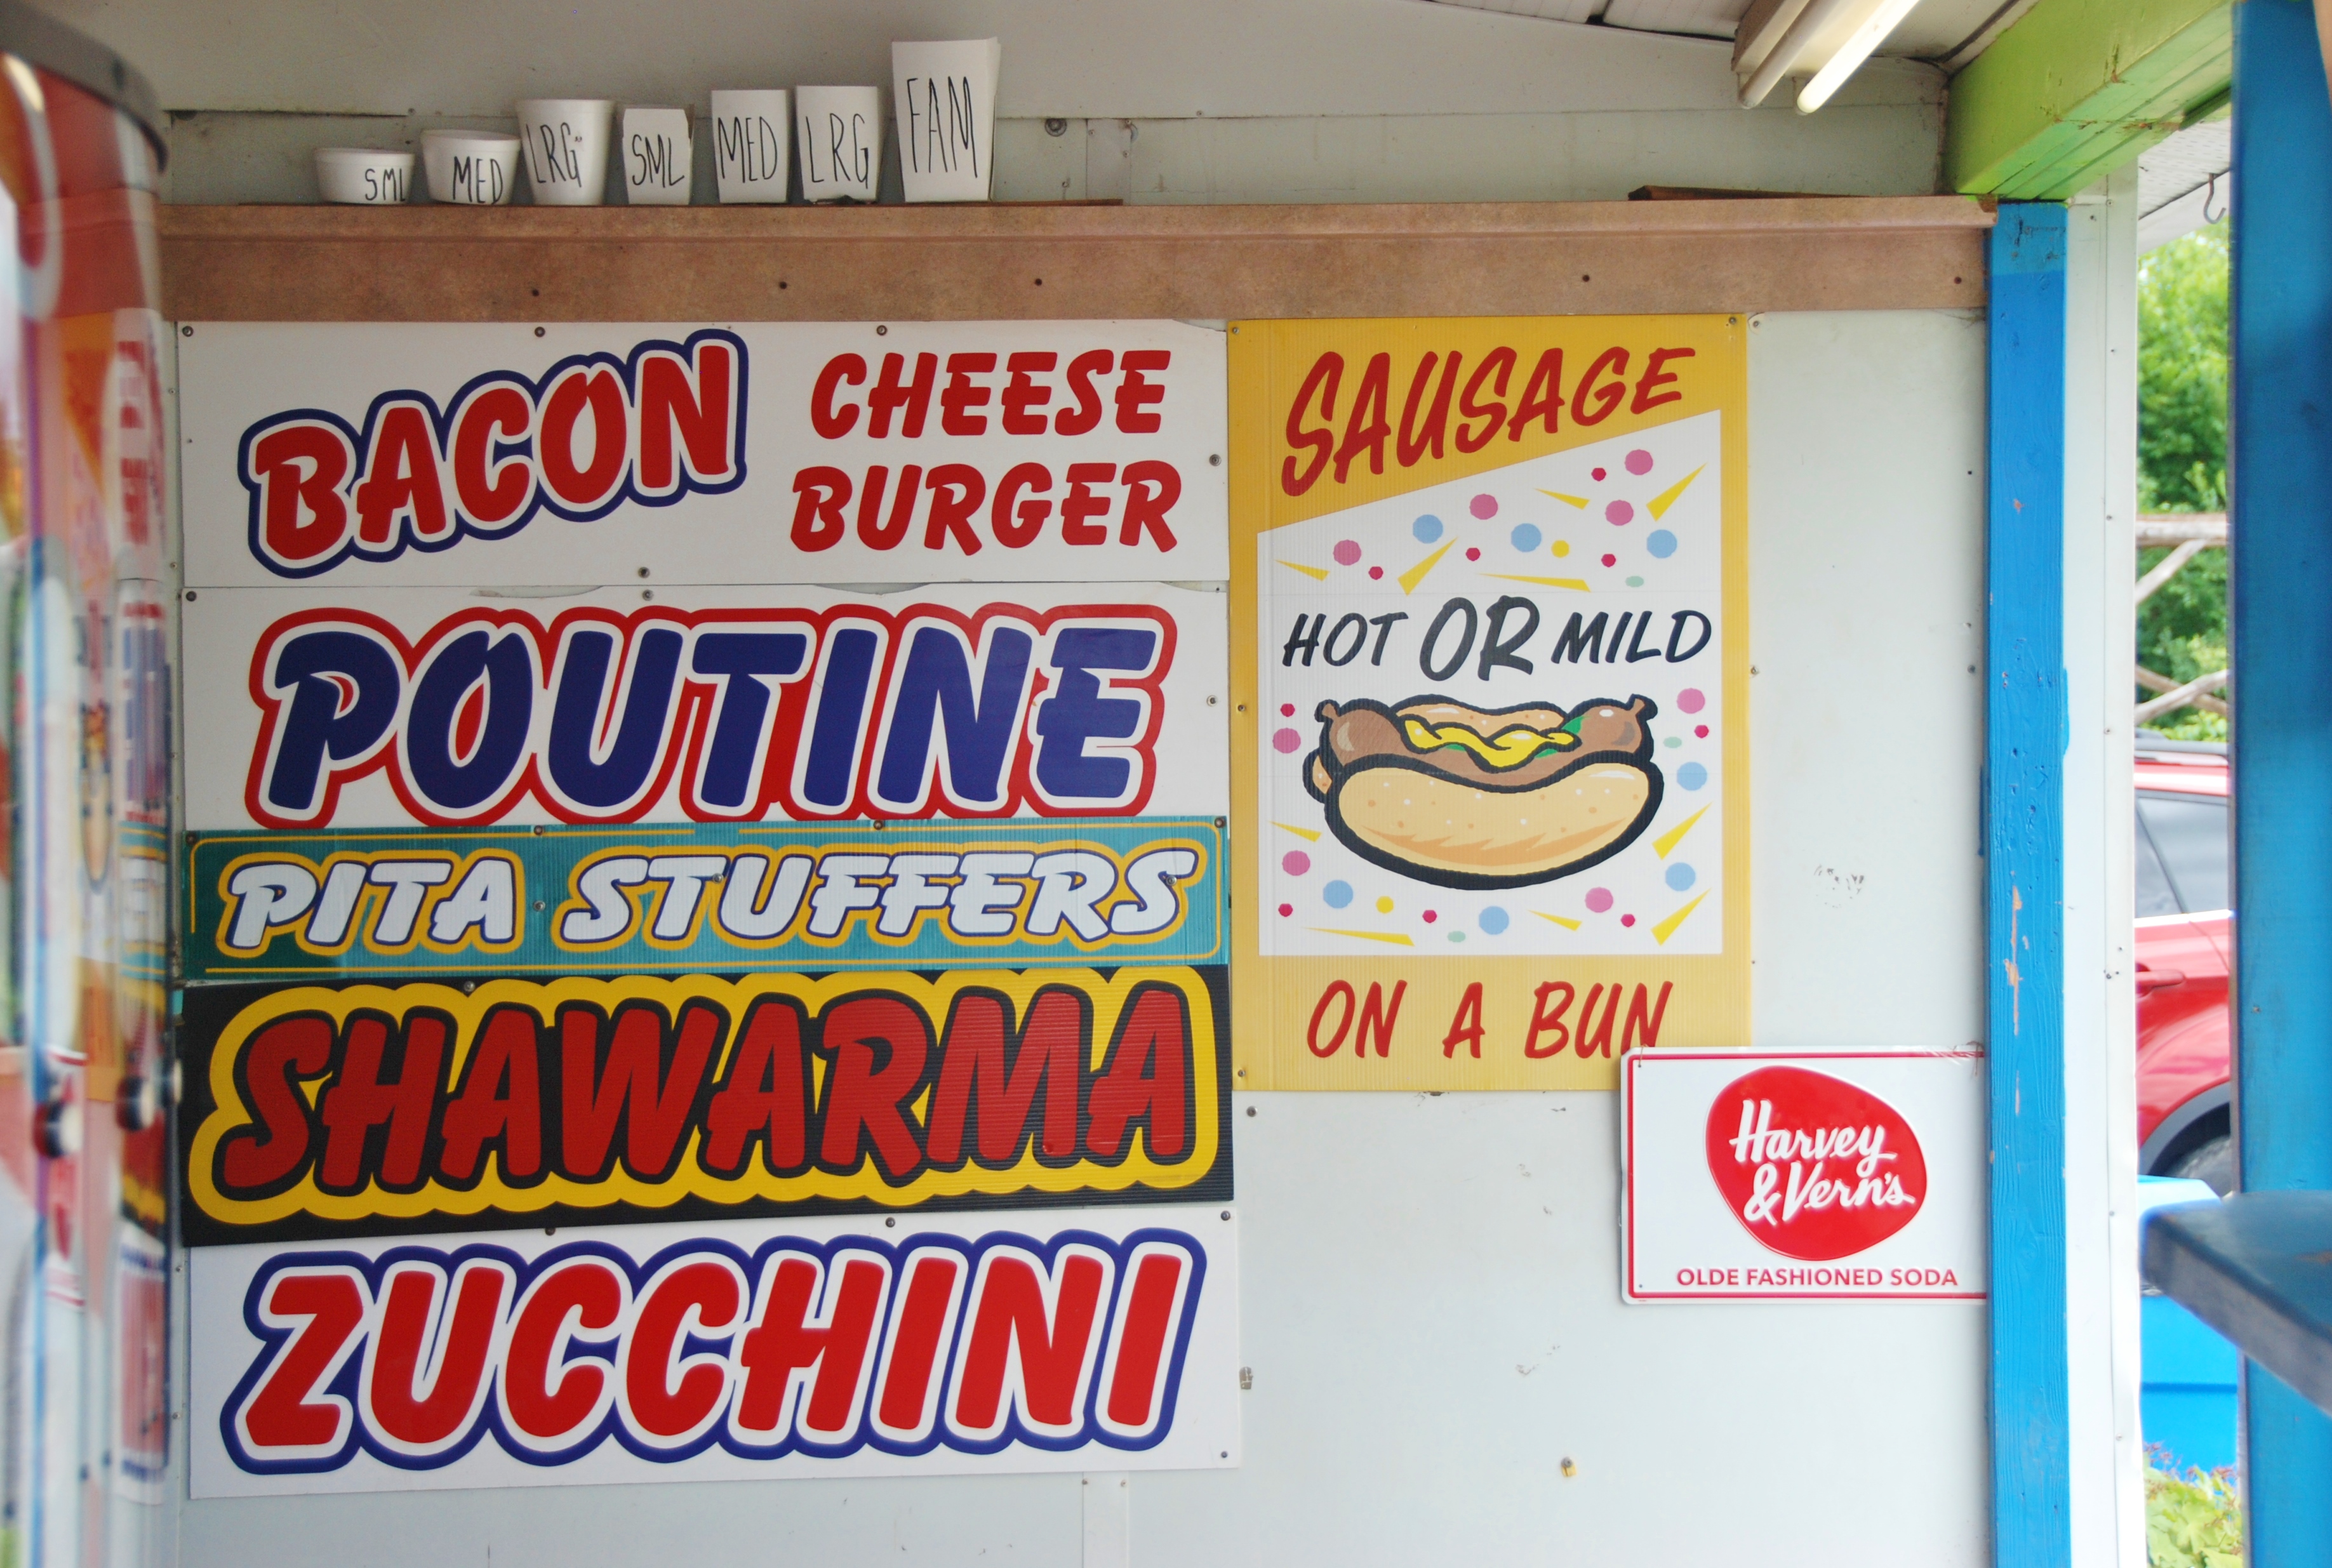 SML MED LRG SML MED LRG FAM
BACON
CHEESE
BURGER
POUTINE
PITA STUFFERS
SHAWARMA
ZUCCHINI
SAUSAGE
HOT OR MILD
ON A BUN
Harvey
& Vern's
OLDE FASHIONED SODA